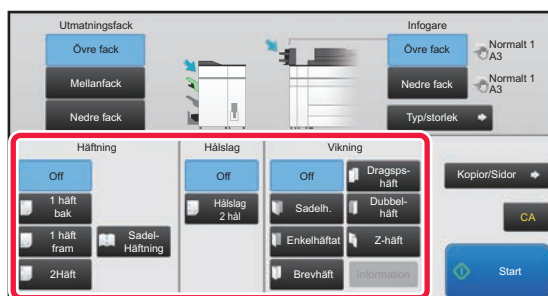 Utmatningsfack
Infogare
Övre fack
Mellanfack
Nedre fack
Övre fack
Normalt 1
A3
Nedre fack
Normalt 1
A3
Typ/storlek
Häftning
Off
1 häft
bak
1 häft
fram
2Häft
Sadel-
Häftning
Hålslag
Off
Hålslag
2 hål
Vikning
Off
Sadelh.
Enkelhäftat
Brevhäft
Dragsps-
häft
Dubbel-
häft
Z-häft
Information
Kopior/Sidor
CA
Start